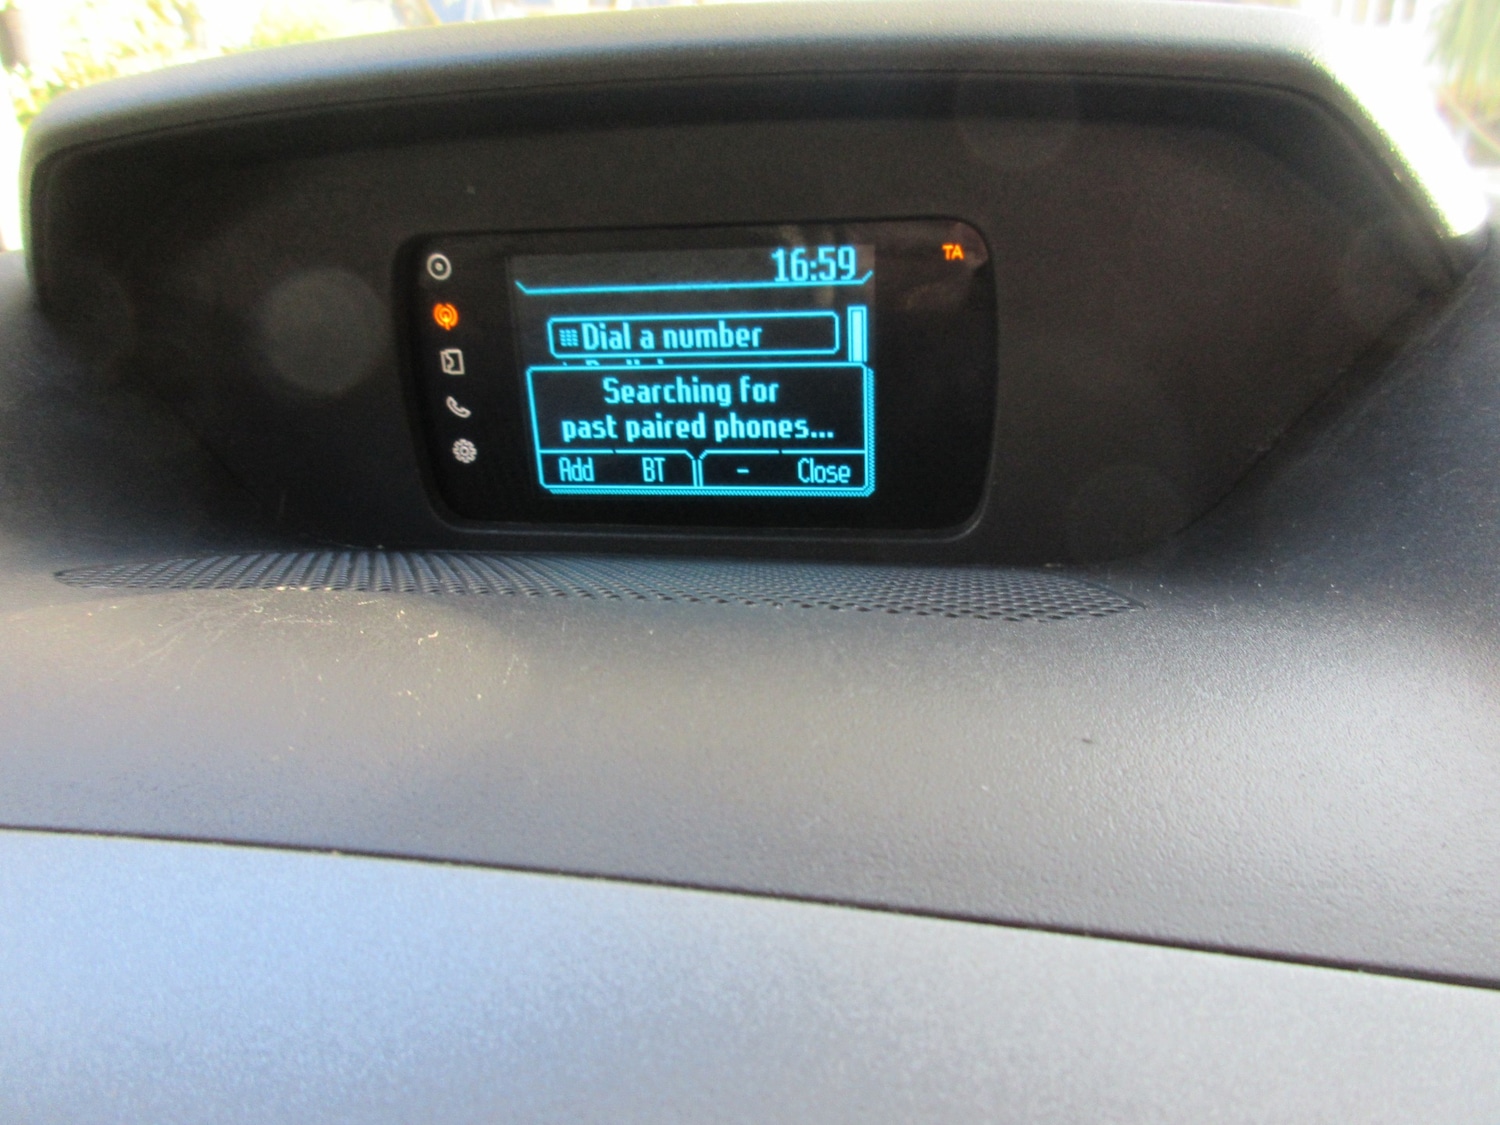 16:59
TA
Dial a number
Searching for
past paired phones...
Add BT - Close